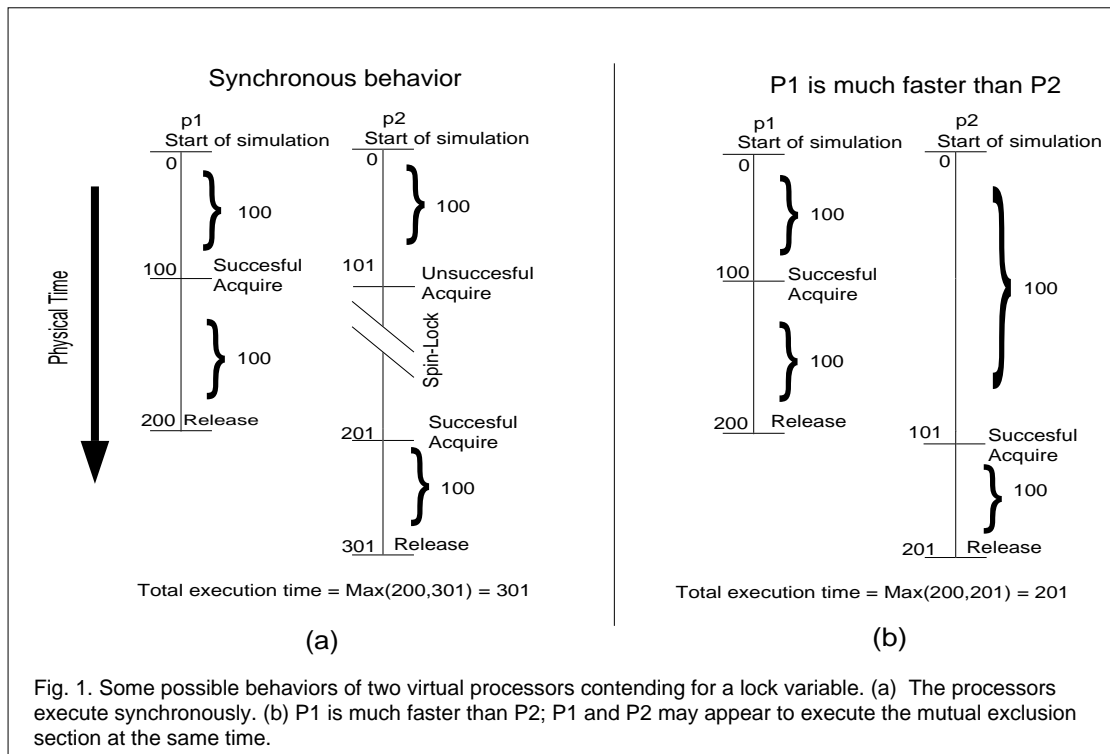 Synchronous behavior
p1
Start of simulation
0
100
100
Succesful
Acquire
100
200 Release
p2
Start of simulation
0
100
101
Unsuccesful
Acquire
Spin-Lock
201
Succesful
Acquire
100
301
Release
Physical Time
Total execution time = Max(200,301) = 301
(a)
P1 is much faster than P2
p1
Start of simulation
0
100
100
Succesful
Acquire
100
200
Release
p2
Start of simulation
0
100
101
Succesful
Acquire
100
201
Release
Total execution time = Max(200,201) = 201
(b)
Fig. 1. Some possible behaviors of two virtual processors contending for a lock variable. (a) The processors
execute synchronously. (b) P1 is much faster than P2; P1 and P2 may appear to execute the mutual exclusion
section at the same time.